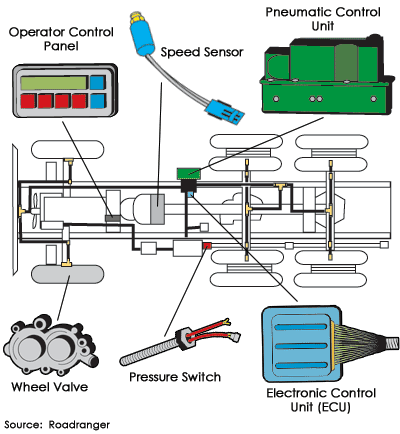 Pneumatic Control
Unit
Operator Control
Panel
Speed Sensor
Wheel Valve
Pressure Switch
Electronic Control
Unit (ECU)
Source: Roadranger